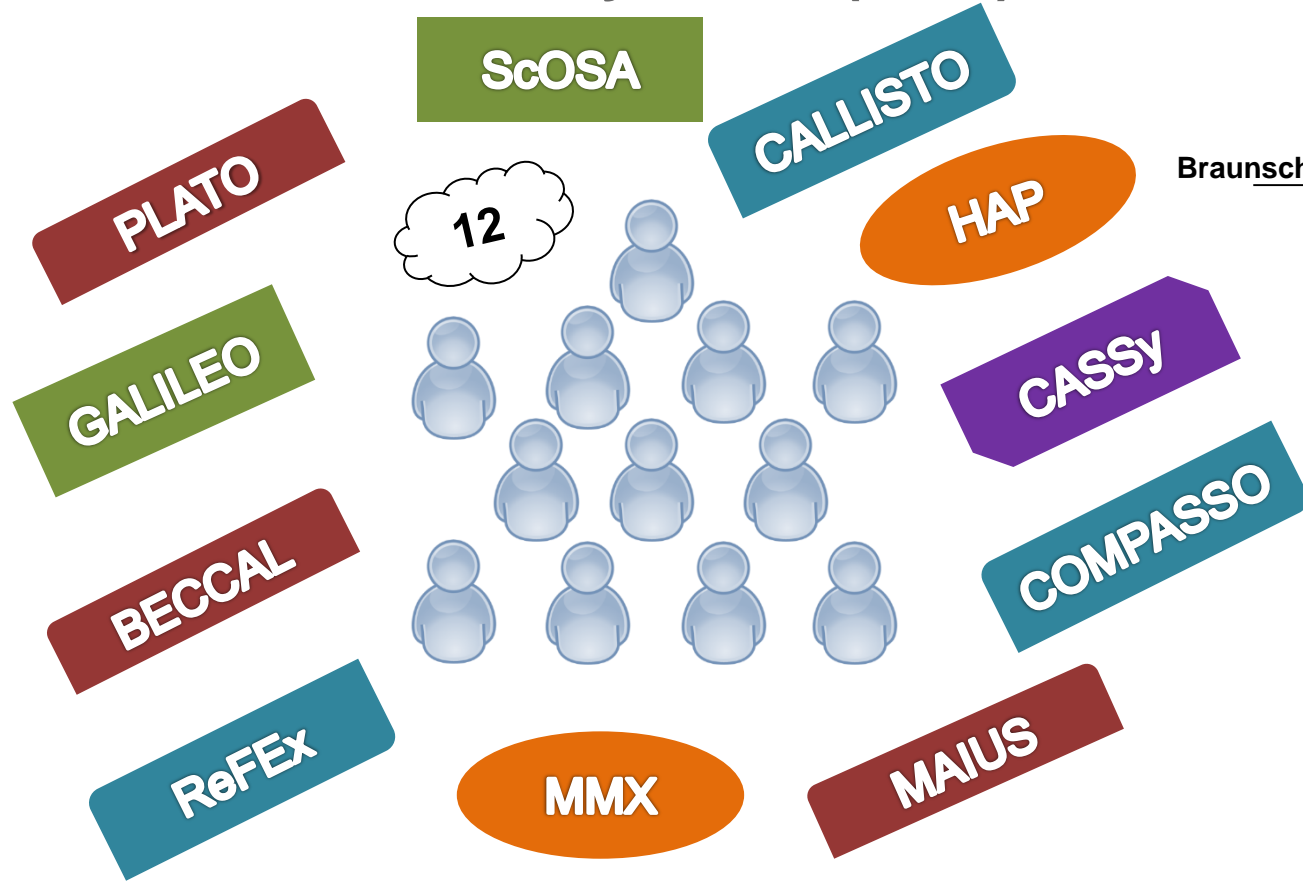 ScOSA
CALLISTO
PLATO
12
HAP
Braunsch
GALILEO
CASSy
BECCAL
COMPASSO
ReFEx
MMX
MAIUS